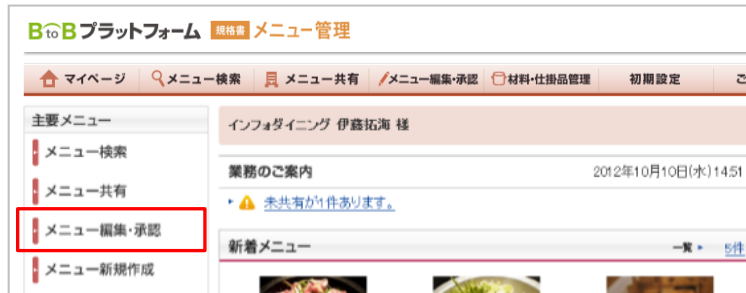 BtoBプラットフォーム 規格書 メニュー管理
マイページ メニュー検索 メニュー共有 メニュー編集・承認 材料・仕掛品管理 初期設定 ご
主要メニュー
メニュー検索
メニュー共有
メニュー編集・承認
メニュー新規作成
インフォダイニング 伊藤拓海 様
業務のご案内 2012年10月10日(水)14:51
未共有が1件あります。
新着メニュー 一覧 5件